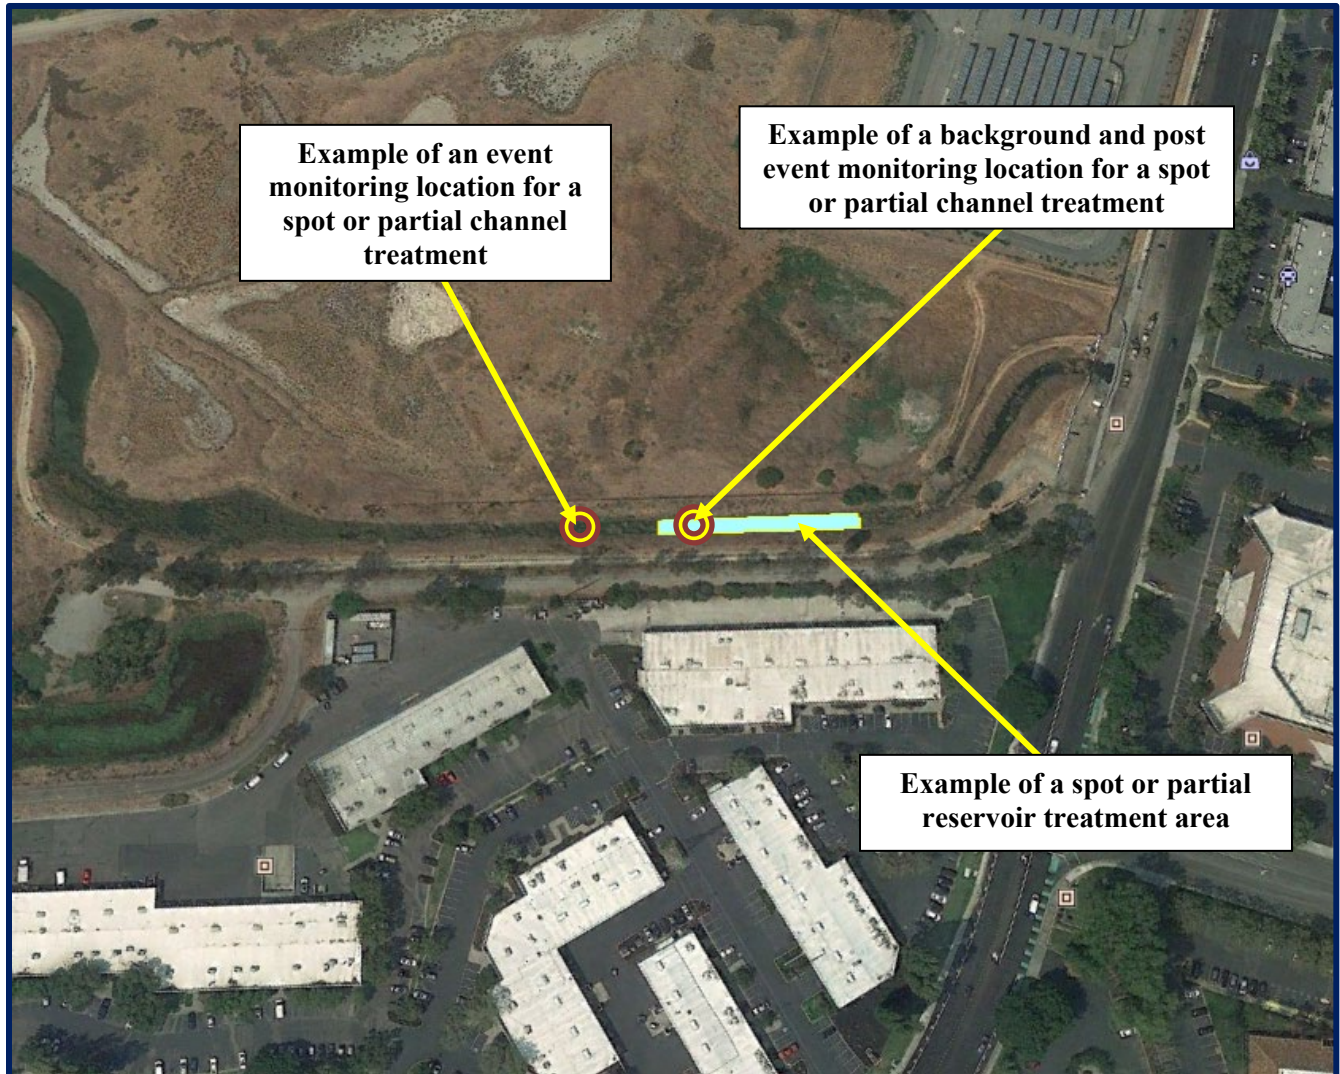 Example of an event
monitoring location for a
spot or partial channel
treatment
Example of a background and post
event monitoring location for a spot
or partial channel treatment
Example of a spot or partial
reservoir treatment area